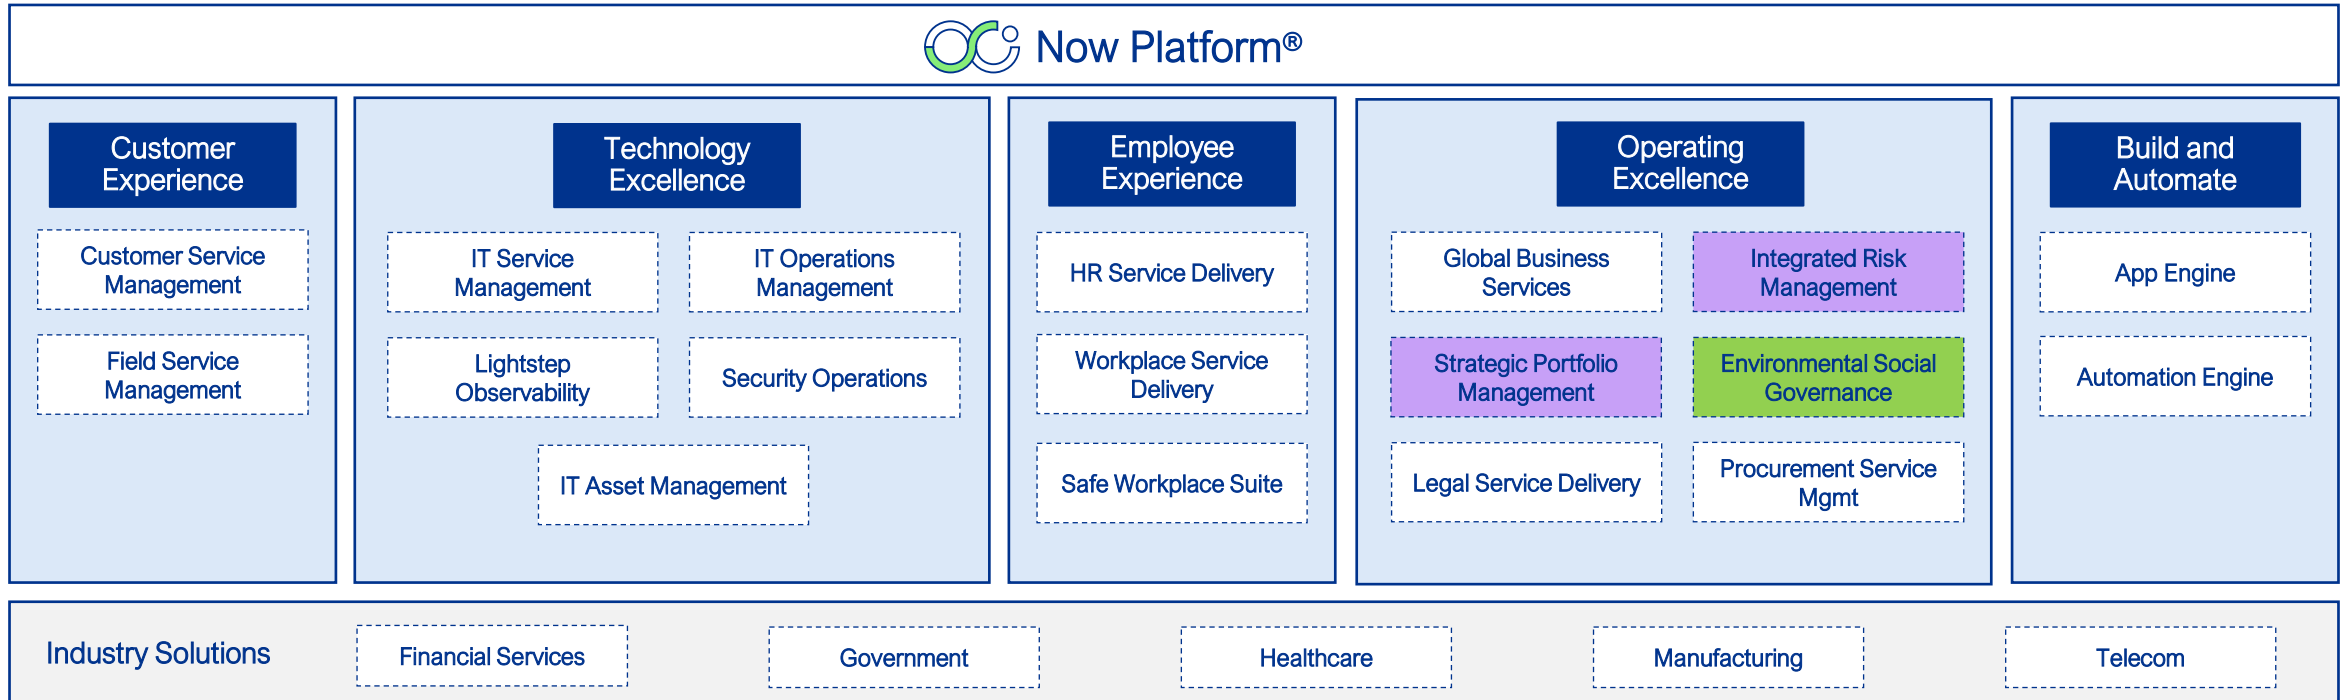 Now Platform®
Customer
Experience
Customer Service
Management
Field Service
Management
Technology
Excellence
IT Service
Management
IT Operations
Management
Lightstep
Observability
Security Operations
IT Asset Management
Employee
Experience
HR Service Delivery
Workplace Service
Delivery
Safe Workplace Suite
Operating
Excellence
Global Business
Services
Integrated Risk
Management
Strategic Portfolio
Management
Environmental Social
Governance
Legal Service Delivery
Procurement Service
Mgmt
Build and
Automate
App Engine
Automation Engine
Industry Solutions
Financial Services
Government
Healthcare
Manufacturing
Telecom